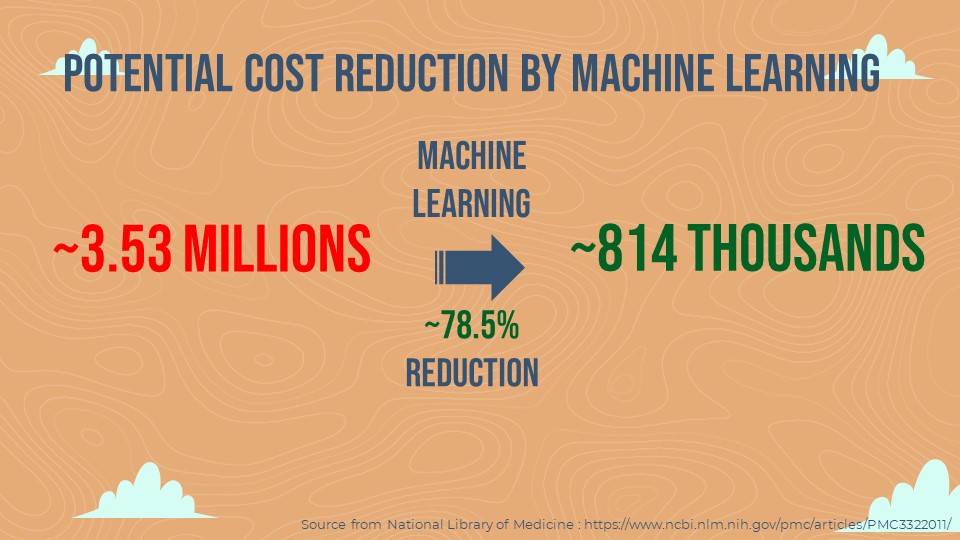 POTENTIAL COST REDUCTION BY MACHINE LEARNING
MACHINE
LEARNING
~3.53 MILLIONS
~814 THOUSANDS
~78.5%
REDUCTION
Source from National Library of Medicine : https://www.ncbi.nlm.nih.gov/pmc/articles/PMC3322011/